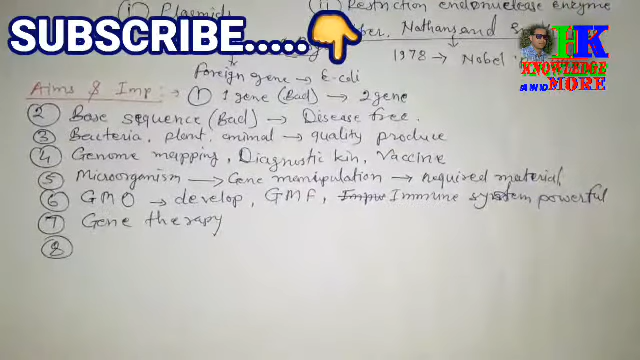 (i) Plasmid
(ii) Restriction endonuclease enzyme
SUBSCRIBE.....
Nathans and S
1978 → Nobel
HK
KNOWLEDGE
AND MORE
Foreign gene → E-coli
Aims & Imp :→ ① 1 gene (Bad) → 2 gene
② Base sequence (Bad) → Disease free.
③ Bacteria, plant, animal → quality produce
④ Genome mapping, Diagnostic kin, Vaccine
⑤ Microorganism → Gene manipulation → required material,
⑥ GMO → develop, GMF, Immune system powerful
⑦ Gene therapy
⑧